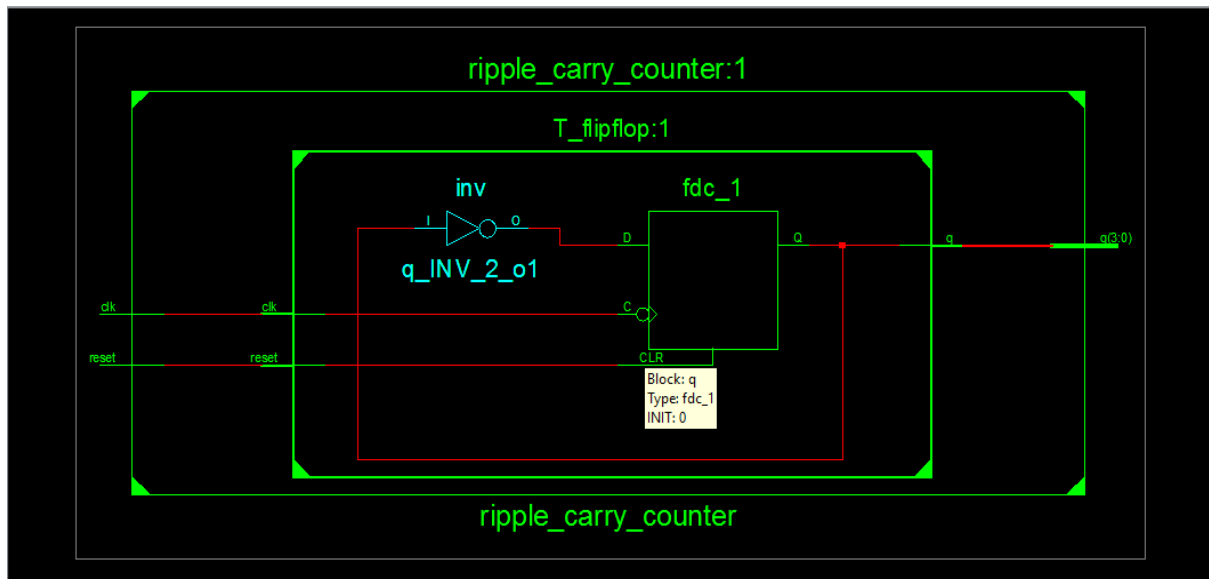 ripple_carry_counter:1
T_flipflop:1
inv
fdc_1
I
O
D
Q
q
q(3:0)
q_INV_2_o1
clk
clk
C
reset
reset
CLR
Block: q
Type: fdc_1
INIT: 0
ripple_carry_counter